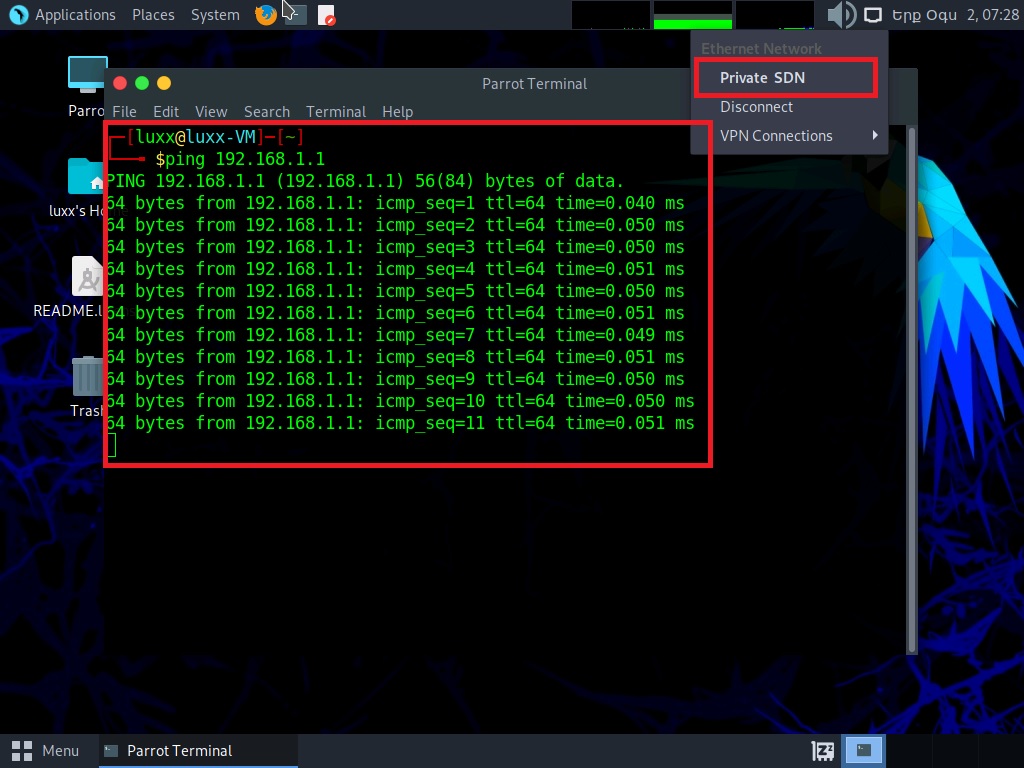 Applications Places System
Երք Օգս 2, 07:28
Ethernet Network
Private SDN
Disconnect
VPN Connections
Parrot Terminal
File Edit View Search Terminal Help
┌─[luxx@luxx-VM]─[~]
└──╼ $ping 192.168.1.1
PING 192.168.1.1 (192.168.1.1) 56(84) bytes of data.
64 bytes from 192.168.1.1: icmp_seq=1 ttl=64 time=0.040 ms
64 bytes from 192.168.1.1: icmp_seq=2 ttl=64 time=0.050 ms
64 bytes from 192.168.1.1: icmp_seq=3 ttl=64 time=0.050 ms
64 bytes from 192.168.1.1: icmp_seq=4 ttl=64 time=0.051 ms
64 bytes from 192.168.1.1: icmp_seq=5 ttl=64 time=0.050 ms
64 bytes from 192.168.1.1: icmp_seq=6 ttl=64 time=0.051 ms
64 bytes from 192.168.1.1: icmp_seq=7 ttl=64 time=0.049 ms
64 bytes from 192.168.1.1: icmp_seq=8 ttl=64 time=0.051 ms
64 bytes from 192.168.1.1: icmp_seq=9 ttl=64 time=0.050 ms
64 bytes from 192.168.1.1: icmp_seq=10 ttl=64 time=0.050 ms
64 bytes from 192.168.1.1: icmp_seq=11 ttl=64 time=0.051 ms
Parro
luxx's Ho
README.l
Trash
Menu
Parrot Terminal